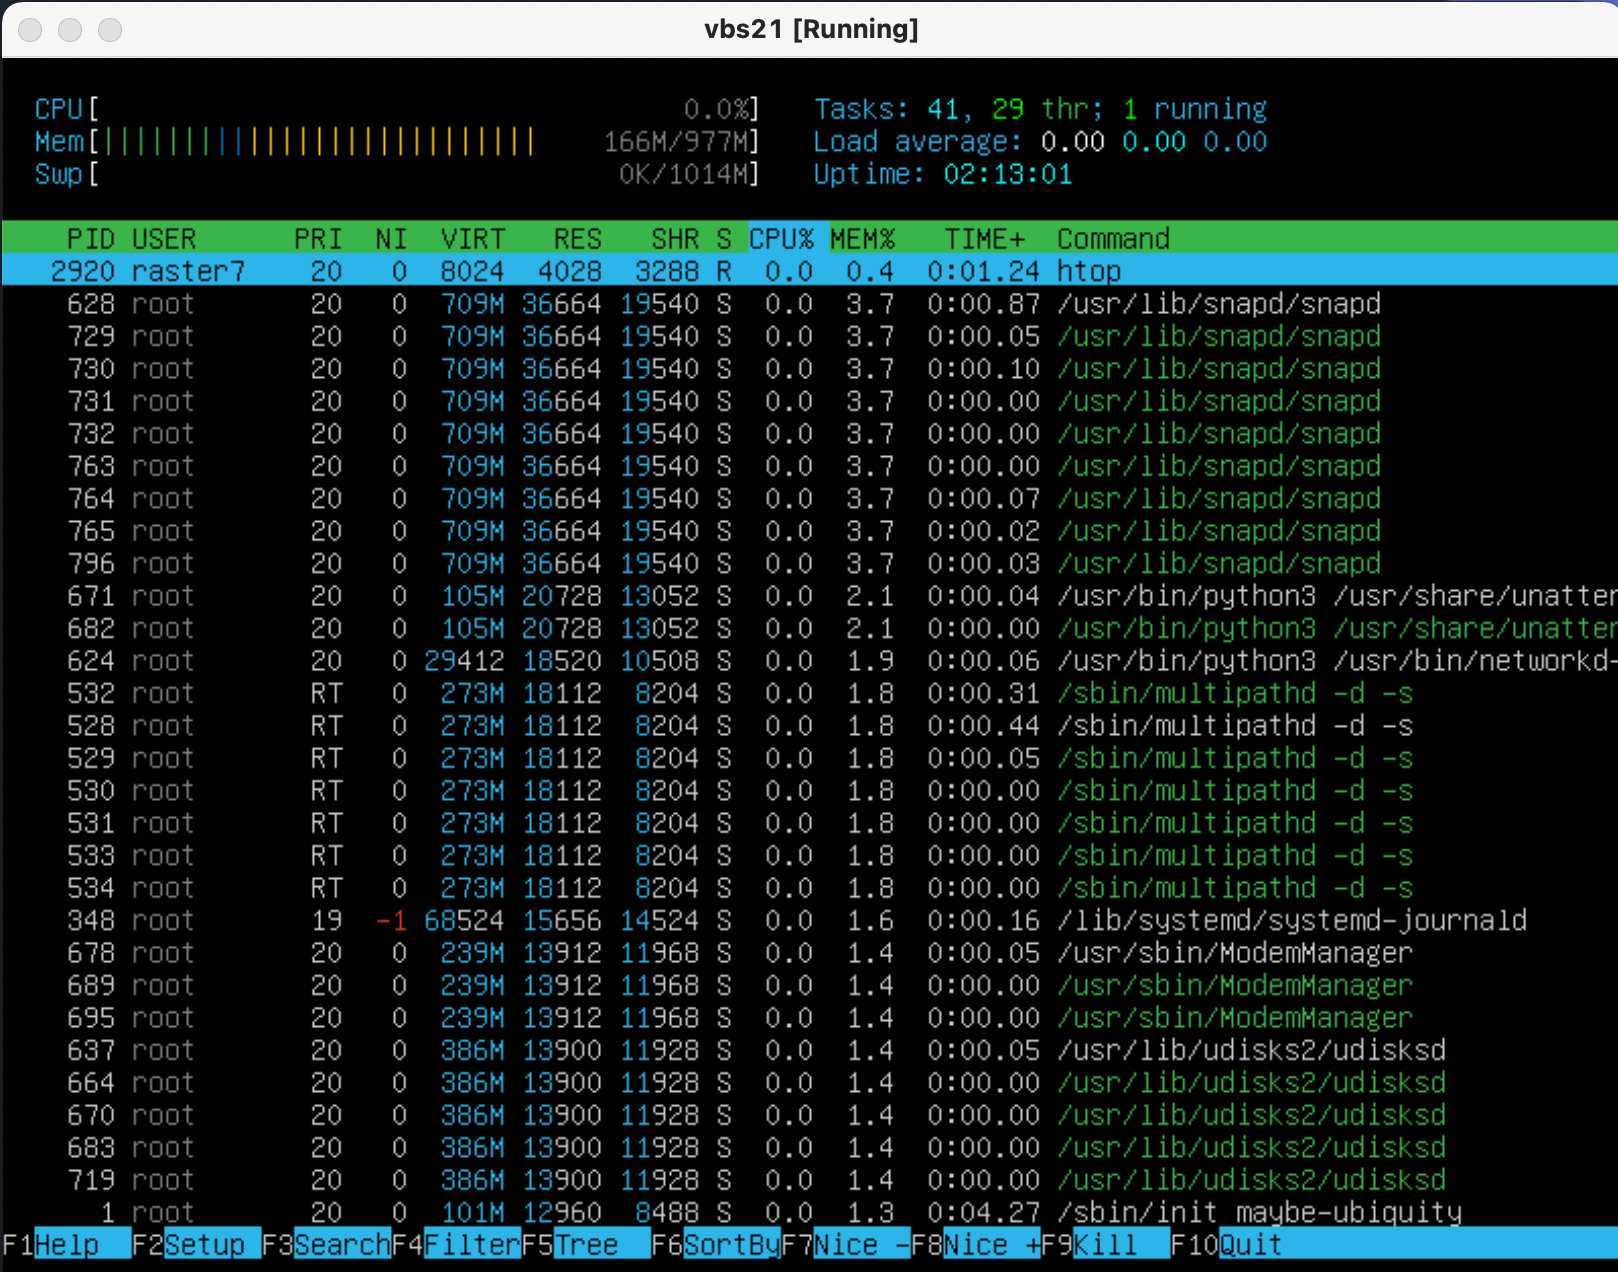 vbs21 [Running]
CPU[ 0.0%] Tasks: 41, 29 thr; 1 running
Mem[||||||||||||||||||||||||||| 166M/977M] Load average: 0.00 0.00 0.00
Swp[ 0K/1014M] Uptime: 02:13:01
PID USER PRI NI VIRT RES SHR S CPU% MEM% TIME+ Command
2920 raster7 20 0 8024 4028 3288 R 0.0 0.4 0:01.24 htop
628 root 20 0 709M 36664 19540 S 0.0 3.7 0:00.87 /usr/lib/snapd/snapd
729 root 20 0 709M 36664 19540 S 0.0 3.7 0:00.05 /usr/lib/snapd/snapd
730 root 20 0 709M 36664 19540 S 0.0 3.7 0:00.10 /usr/lib/snapd/snapd
731 root 20 0 709M 36664 19540 S 0.0 3.7 0:00.00 /usr/lib/snapd/snapd
732 root 20 0 709M 36664 19540 S 0.0 3.7 0:00.00 /usr/lib/snapd/snapd
763 root 20 0 709M 36664 19540 S 0.0 3.7 0:00.00 /usr/lib/snapd/snapd
764 root 20 0 709M 36664 19540 S 0.0 3.7 0:00.07 /usr/lib/snapd/snapd
765 root 20 0 709M 36664 19540 S 0.0 3.7 0:00.02 /usr/lib/snapd/snapd
796 root 20 0 709M 36664 19540 S 0.0 3.7 0:00.03 /usr/lib/snapd/snapd
671 root 20 0 105M 20728 13052 S 0.0 2.1 0:00.04 /usr/bin/python3 /usr/share/unatten
682 root 20 0 105M 20728 13052 S 0.0 2.1 0:00.00 /usr/bin/python3 /usr/share/unatten
624 root 20 0 29412 18520 10508 S 0.0 1.9 0:00.06 /usr/bin/python3 /usr/bin/networkd-
532 root RT 0 273M 18112 8204 S 0.0 1.8 0:00.31 /sbin/multipathd -d -s
528 root RT 0 273M 18112 8204 S 0.0 1.8 0:00.44 /sbin/multipathd -d -s
529 root RT 0 273M 18112 8204 S 0.0 1.8 0:00.05 /sbin/multipathd -d -s
530 root RT 0 273M 18112 8204 S 0.0 1.8 0:00.00 /sbin/multipathd -d -s
531 root RT 0 273M 18112 8204 S 0.0 1.8 0:00.00 /sbin/multipathd -d -s
533 root RT 0 273M 18112 8204 S 0.0 1.8 0:00.00 /sbin/multipathd -d -s
534 root RT 0 273M 18112 8204 S 0.0 1.8 0:00.00 /sbin/multipathd -d -s
348 root 19 -1 68524 15656 14524 S 0.0 1.6 0:00.16 /lib/systemd/systemd-journald
678 root 20 0 239M 13912 11968 S 0.0 1.4 0:00.05 /usr/sbin/ModemManager
689 root 20 0 239M 13912 11968 S 0.0 1.4 0:00.00 /usr/sbin/ModemManager
695 root 20 0 239M 13912 11968 S 0.0 1.4 0:00.00 /usr/sbin/ModemManager
637 root 20 0 386M 13900 11928 S 0.0 1.4 0:00.05 /usr/lib/udisks2/udisksd
664 root 20 0 386M 13900 11928 S 0.0 1.4 0:00.00 /usr/lib/udisks2/udisksd
670 root 20 0 386M 13900 11928 S 0.0 1.4 0:00.00 /usr/lib/udisks2/udisksd
683 root 20 0 386M 13900 11928 S 0.0 1.4 0:00.00 /usr/lib/udisks2/udisksd
719 root 20 0 386M 13900 11928 S 0.0 1.4 0:00.00 /usr/lib/udisks2/udisksd
1 root 20 0 101M 12960 8488 S 0.0 1.3 0:04.27 /sbin/init maybe-ubiquity
F1Help F2Setup F3SearchF4FilterF5Tree F6SortByF7Nice -F8Nice +F9Kill F10Quit